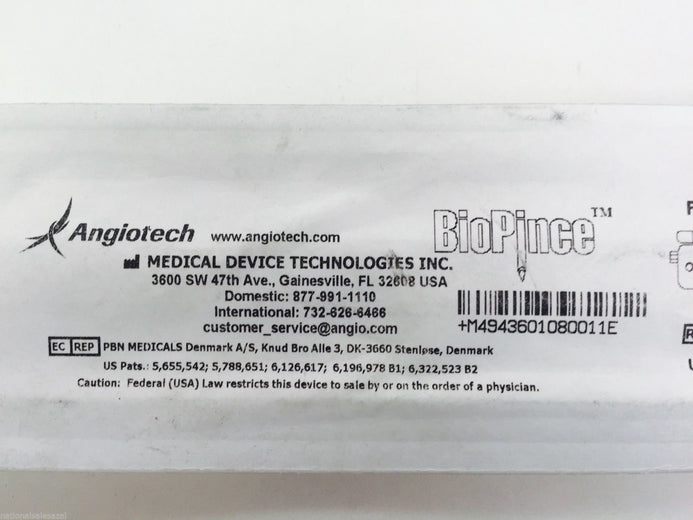 Angiotech www.angiotech.com
BioPince™
MEDICAL DEVICE TECHNOLOGIES INC.
3600 SW 47th Ave., Gainesville, FL 32608 USA
Domestic: 877-991-1110
International: 732-626-6466
customer_service@angio.com
+M4943601080011E
EC REP PBN MEDICALS Denmark A/S, Knud Bro Alle 3, DK-3660 Stenløse, Denmark
US Pats.: 5,655,542; 5,788,651; 6,126,617; 6,196,978 B1; 6,322,523 B2
Caution: Federal (USA) Law restricts this device to sale by or on the order of a physician.
nationalsalesazal